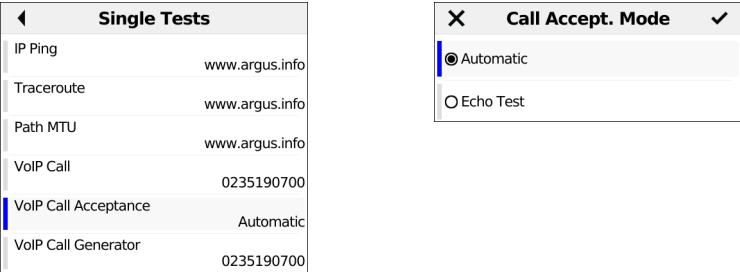 Single Tests
IP Ping
www.argus.info
Traceroute
www.argus.info
Path MTU
www.argus.info
VoIP Call
0235190700
VoIP Call Acceptance
Automatic
VoIP Call Generator
0235190700
Call Accept. Mode
Automatic
Echo Test